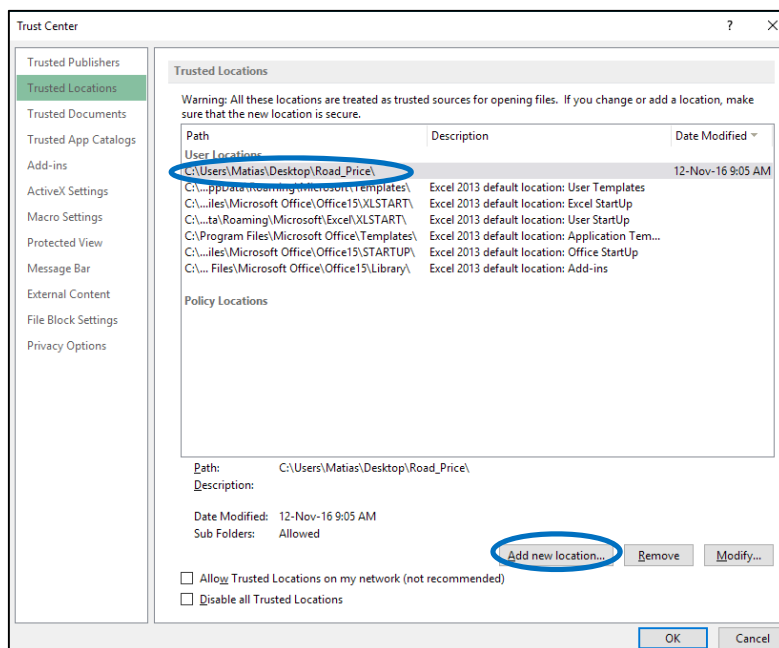 Trust Center ? ×
Trusted Publishers
Trusted Locations
Trusted Documents
Trusted App Catalogs
Add-ins
ActiveX Settings
Macro Settings
Protected View
Message Bar
External Content
File Block Settings
Privacy Options
Trusted Locations
Warning: All these locations are treated as trusted sources for opening files. If you change or add a location, make
sure that the new location is secure.
Path Description Date Modified
User Locations
C:\Users\Matias\Desktop\Road_Price\ 12-Nov-16 9:05 AM
C:\...ppData\Roaming\Microsoft\Templates\ Excel 2013 default location: User Templates
C:\...iles\Microsoft Office\Office15\XLSTART\ Excel 2013 default location: Excel StartUp
C:\...ta\Roaming\Microsoft\Excel\XLSTART\ Excel 2013 default location: User StartUp
C:\Program Files\Microsoft Office\Templates\ Excel 2013 default location: Application Tem...
C:\...iles\Microsoft Office\Office15\STARTUP\ Excel 2013 default location: Office StartUp
C:\... Files\Microsoft Office\Office15\Library\ Excel 2013 default location: Add-ins
Policy Locations
Path: C:\Users\Matias\Desktop\Road_Price\
Description:
Date Modified: 12-Nov-16 9:05 AM
Sub Folders: Allowed
Add new location... Remove Modify...
Allow Trusted Locations on my network (not recommended)
Disable all Trusted Locations
OK Cancel